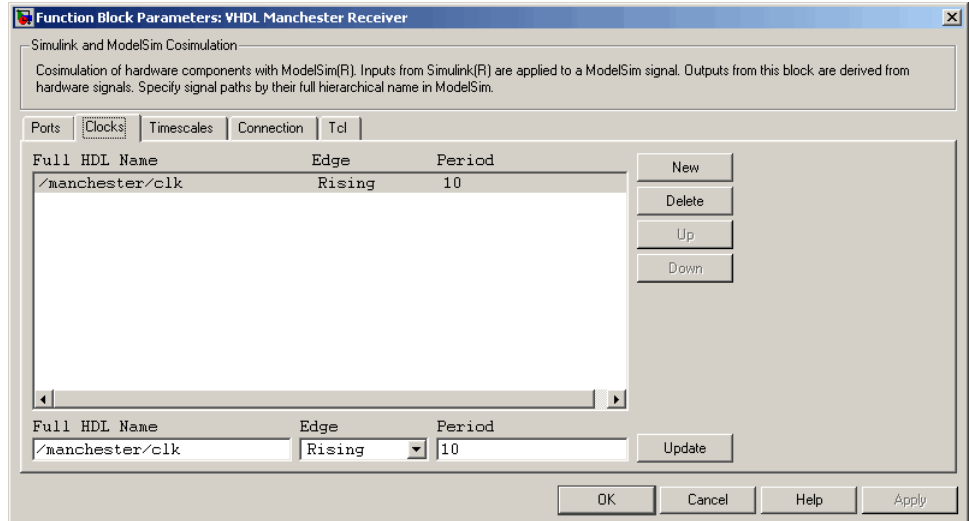 Function Block Parameters: VHDL Manchester Receiver
Simulink and ModelSim Cosimulation
Cosimulation of hardware components with ModelSim(R). Inputs from Simulink(R) are applied to a ModelSim signal. Outputs from this block are derived from
hardware signals. Specify signal paths by their full hierarchical name in ModelSim.
Ports Clocks Timescales Connection Tcl
Full HDL Name Edge Period
/manchester/clk Rising 10
New
Delete
Up
Down
Full HDL Name Edge Period
/manchester/clk Rising 10 Update
OK Cancel Help Apply